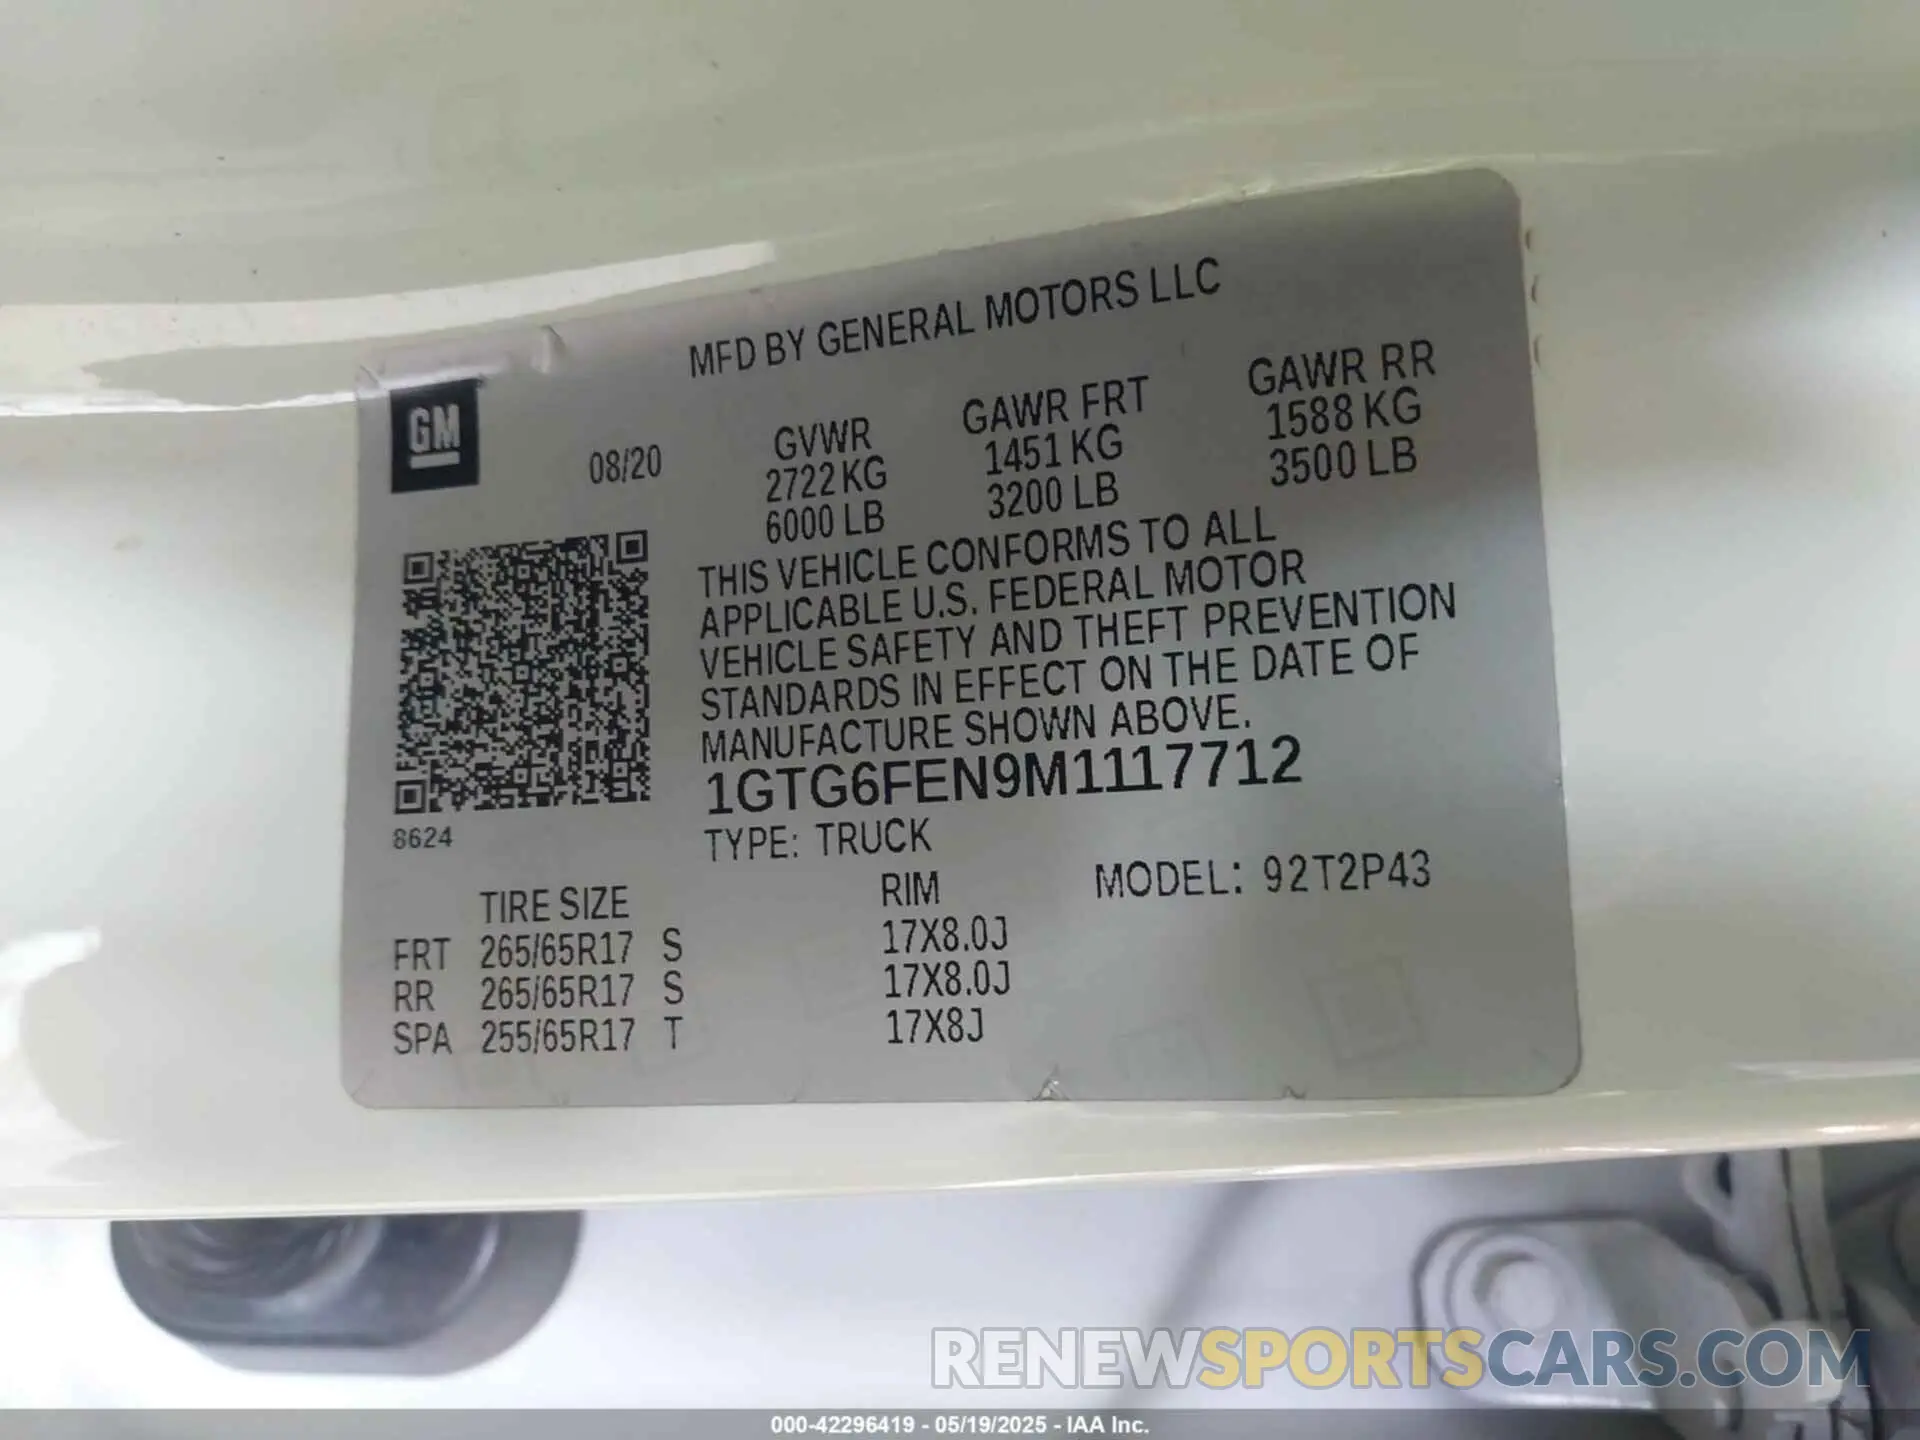 MFD BY GENERAL MOTORS LLC
GM
08/20
GVWR
2722 KG
6000 LB
GAWR FRT
1451 KG
3200 LB
GAWR RR
1588 KG
3500 LB
THIS VEHICLE CONFORMS TO ALL
APPLICABLE U.S. FEDERAL MOTOR
VEHICLE SAFETY AND THEFT PREVENTION
STANDARDS IN EFFECT ON THE DATE OF
MANUFACTURE SHOWN ABOVE.
1GTG6FEN9M1117712
8624
TYPE: TRUCK
MODEL: 92T2P43
TIRE SIZE RIM
FRT 265/65R17 S 17X8.0J
RR 265/65R17 S 17X8.0J
SPA 255/65R17 T 17X8J
RENEWSPORTSCARS.COM
000-42296419 - 05/19/2025 - IAA Inc.